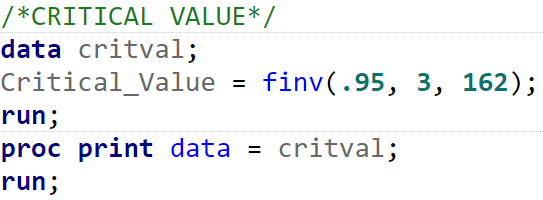 /*CRITICAL VALUE*/
data critval;
Critical_Value = finv(.95, 3, 162);
run;
proc print data = critval;
run;